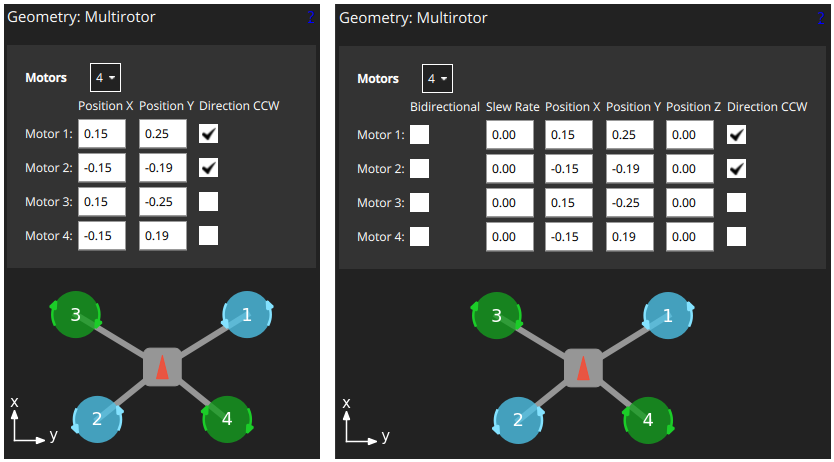 Geometry: Multirotor
Motors 4
Position X Position Y Direction CCW
Motor 1: 0.15 0.25
Motor 2: -0.15 -0.19
Motor 3: 0.15 -0.25
Motor 4: -0.15 0.19
3 1
2 4
x
y
Geometry: Multirotor
Motors 4
Bidirectional Slew Rate Position X Position Y Position Z Direction CCW
Motor 1: 0.00 0.15 0.25 0.00
Motor 2: 0.00 -0.15 -0.19 0.00
Motor 3: 0.00 0.15 -0.25 0.00
Motor 4: 0.00 -0.15 0.19 0.00
3 1
2 4
x
y